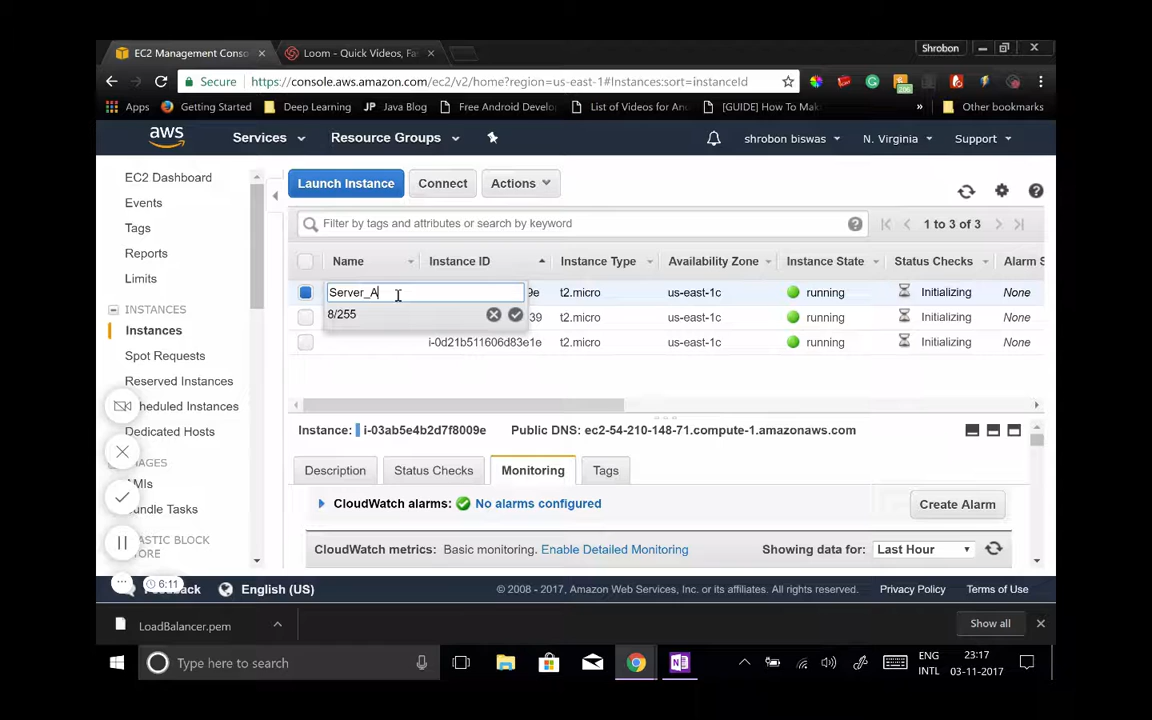 EC2 Management Conso
Loom - Quick Videos, Fa
Shrobon
Secure
https://console.aws.amazon.com/ec2/v2/home?region=us-east-1#Instances:sort=instanceId
Apps
Getting Started
Deep Learning
JP Java Blog
Free Android Develo
List of Videos for An
[GUIDE] How To Mak
»
Other bookmarks
aws
Services
Resource Groups
shrobon biswas
N. Virginia
Support
EC2 Dashboard
Events
Tags
Reports
Limits
INSTANCES
Instances
Spot Requests
Reserved Instances
heduled Instances
Dedicated Hosts
AGES
AMIs
undle Tasks
ASTIC BLOCK
ORE
Launch Instance
Connect
Actions
Filter by tags and attributes or search by keyword
1 to 3 of 3
Name Instance ID Instance Type Availability Zone Instance State Status Checks Alarm S
Server_A 9e t2.micro us-east-1c running Initializing None
8/255 39 t2.micro us-east-1c running Initializing None
i-0d21b511606d83e1e t2.micro us-east-1c running Initializing None
Instance: i-03ab5e4b2d7f8009e Public DNS: ec2-54-210-148-71.compute-1.amazonaws.com
Description
Status Checks
Monitoring
Tags
CloudWatch alarms: No alarms configured
Create Alarm
CloudWatch metrics: Basic monitoring. Enable Detailed Monitoring
Showing data for: Last Hour
6:11
English (US)
© 2008 - 2017, Amazon Web Services, Inc. or its affiliates. All rights reserved.
Privacy Policy
Terms of Use
LoadBalancer.pem
Show all
Type here to search
ENG
INTL
23:17
03-11-2017